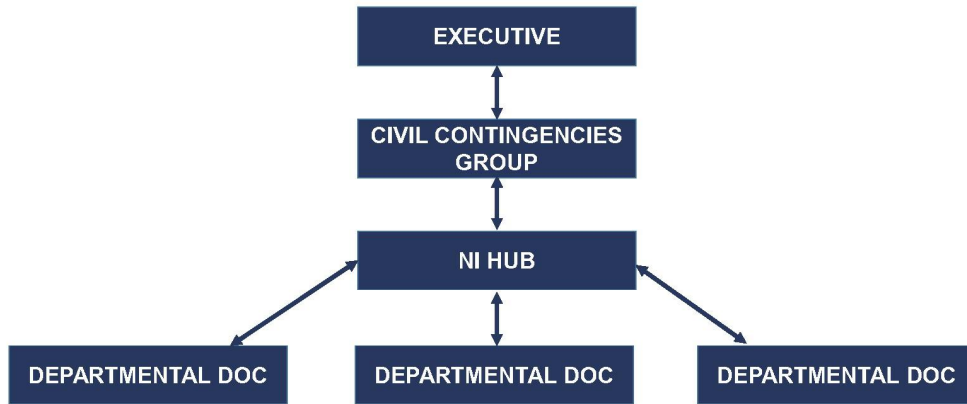 EXECUTIVE
CIVIL CONTINGENCIES
GROUP
NI HUB
DEPARTMENTAL DOC
DEPARTMENTAL DOC
DEPARTMENTAL DOC